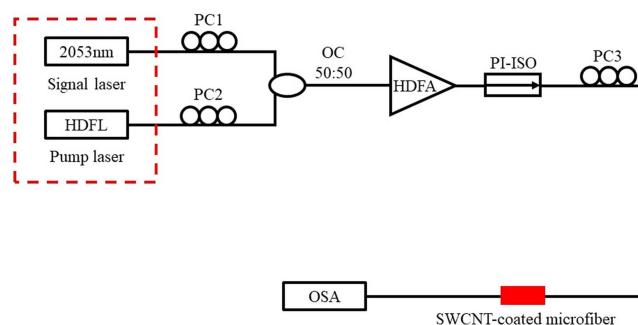 PC1
2053nm
Signal laser
OC
50:50
PC2
HDFL
Pump laser
HDFA
PI-ISO
PC3
OSA
SWCNT-coated microfiber